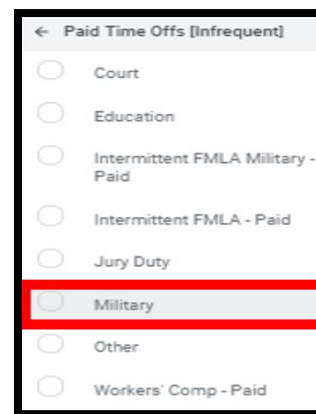 ← Paid Time Offs [Infrequent]
Court
Education
Intermittent FMLA Military -
Paid
Intermittent FMLA - Paid
Jury Duty
Military
Other
Workers' Comp - Paid